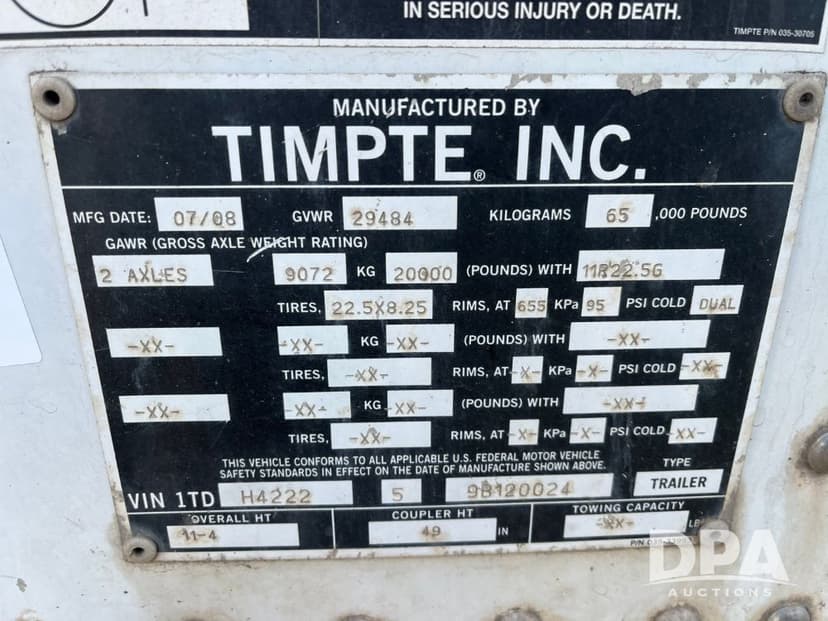 IN SERIOUS INJURY OR DEATH.
TIMPTE P/N 035-30705
MANUFACTURED BY
TIMPTE® INC.
MFG DATE: 07/08 GVWR 29484 KILOGRAMS 65 ,000 POUNDS
GAWR (GROSS AXLE WEIGHT RATING)
2 AXLES 9072 KG 20000 (POUNDS) WITH 11R22.5G
TIRES, 22.5X8.25 RIMS, AT 655 KPa 95 PSI COLD DUAL
-XX- -XX- KG -XX- (POUNDS) WITH -XX-
TIRES, -XX- RIMS, AT -X- KPa -X- PSI COLD -XX-
-XX- -XX- KG -XX- (POUNDS) WITH -XX-
TIRES, -XX- RIMS, AT -X- KPa -X- PSI COLD -XX-
THIS VEHICLE CONFORMS TO ALL APPLICABLE U.S. FEDERAL MOTOR VEHICLE
SAFETY STANDARDS IN EFFECT ON THE DATE OF MANUFACTURE SHOWN ABOVE.
TYPE
VIN 1TD H4222 5 9B120024 TRAILER
OVERALL HT COUPLER HT TOWING CAPACITY
11-4 49 IN -XX- LB
P/N
DPA
AUCTIONS